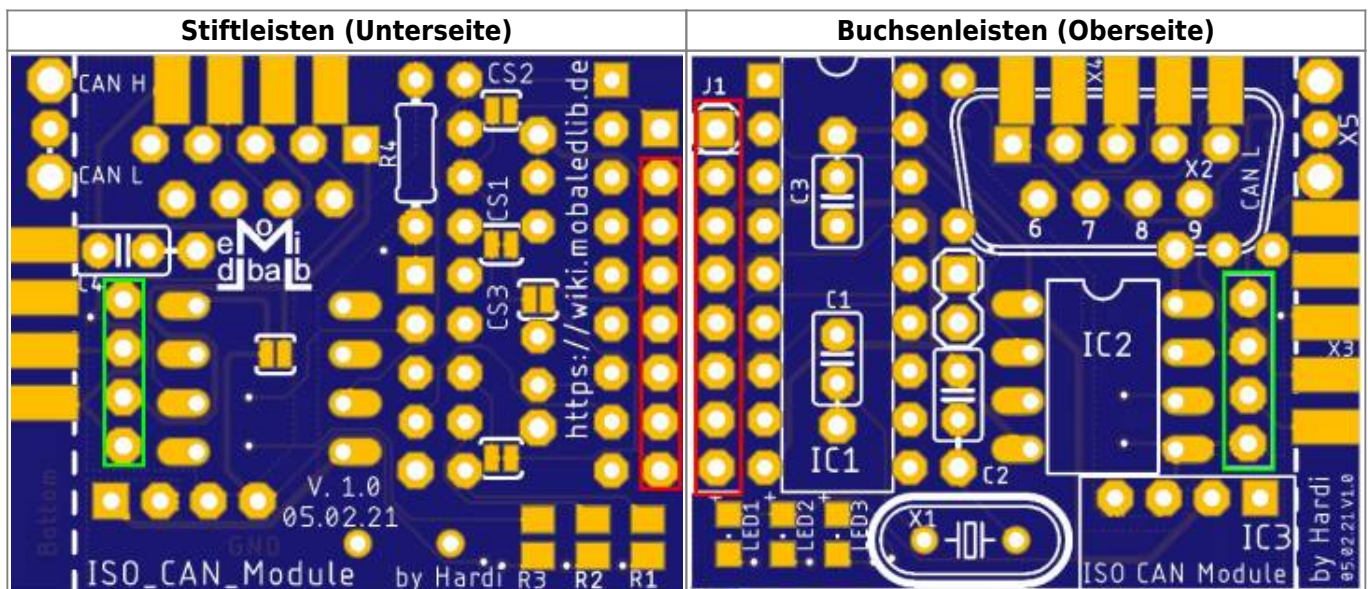 Stiftleisten (Unterseite)
Buchsenleisten (Oberseite)
CAN H
CAN L
C4
e M o i
d ba L b
R4
CS2
CS1
CS3
https://wiki.mobaledlib.de
V. 1.0
05.02.21
GND
Bottom
ISO_CAN_Module
by Hardi
R3
R2
R1
J1
C3
C1
IC1
X4
X2
CAN L
6
7
8
9
X5
IC2
X3
C2
+
+
+
LED1
LED2
LED3
X1
IC3
ISO CAN Module
by Hardi
05.02.21 V1.0